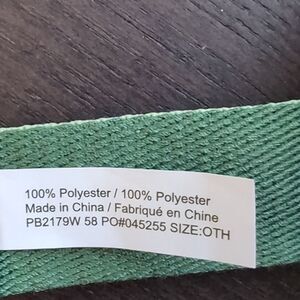 100% Polyester / 100% Polyester
Made in China / Fabriqué en Chine
PB2179W 58 PO#045255 SIZE:OTH